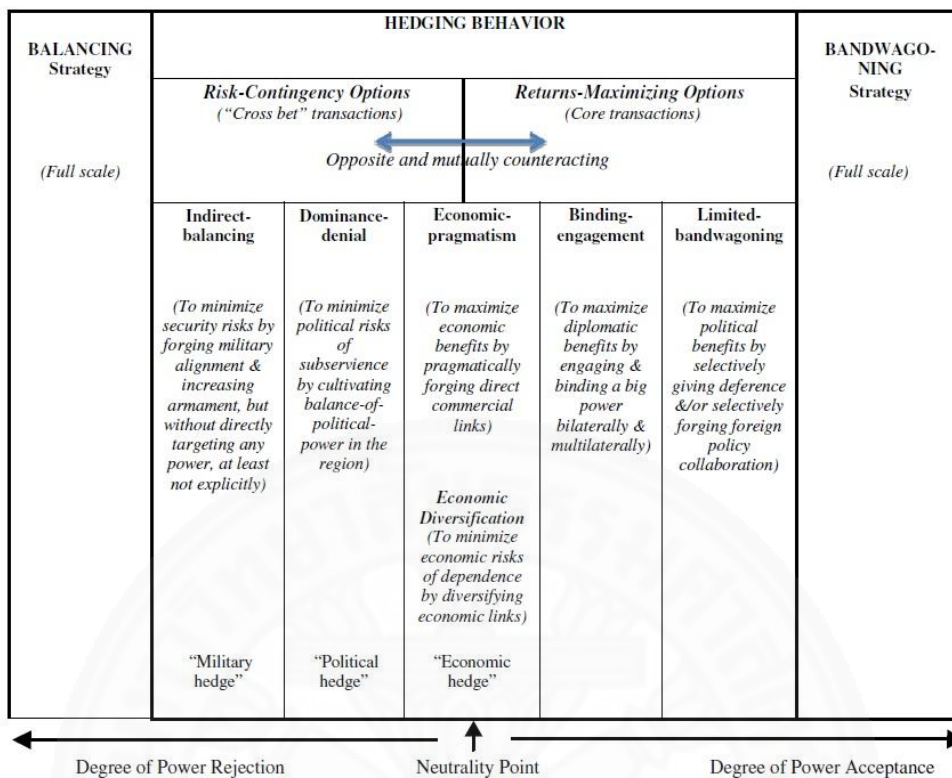 HEDGING BEHAVIOR
BALANCING
Strategy
(Full scale)
BANDWAGO-
NING
Strategy
(Full scale)
Risk-Contingency Options
("Cross bet" transactions)
Returns-Maximizing Options
(Core transactions)
Opposite and mutually counteracting
Indirect-
balancing
(To minimize
security risks by
forging military
alignment &
increasing
armament, but
without directly
targeting any
power, at least
not explicitly)
"Military
hedge"
Dominance-
denial
(To minimize
political risks
of
subservience
by cultivating
balance-of-
political-
power in the
region)
"Political
hedge"
Economic-
pragmatism
(To maximize
economic
benefits by
pragmatically
forging direct
commercial
links)
Economic
Diversification
(To minimize
economic risks
of dependence
by diversifying
economic links)
"Economic
hedge"
Binding-
engagement
(To maximize
diplomatic
benefits by
engaging &
binding a big
power
bilaterally &
multilaterally)
Limited-
bandwagoning
(To maximize
political
benefits by
selectively
giving deference
&/or selectively
forging foreign
policy
collaboration)
Degree of Power Rejection
Neutrality Point
Degree of Power Acceptance